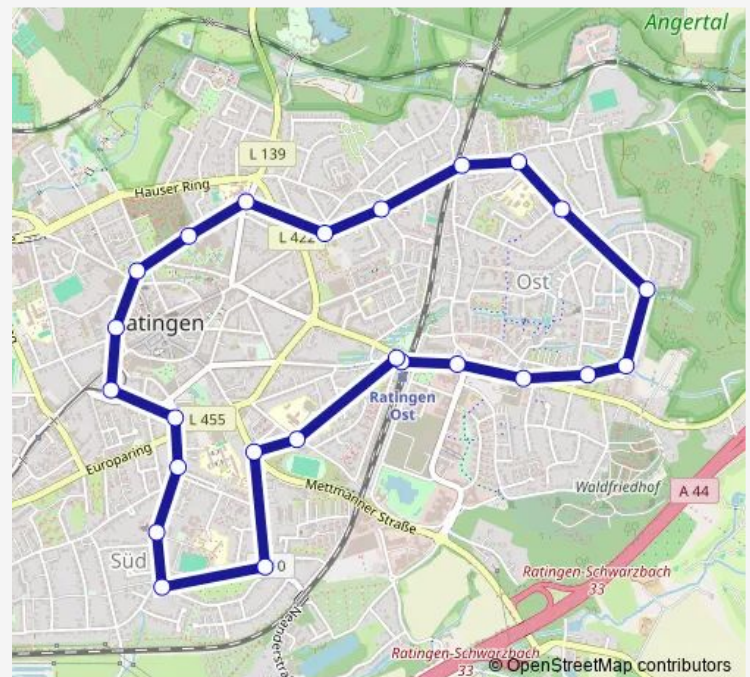 Angertal
L 139
Hauser Ring
L 422
Ost
atingen
Ratingen
Ost
L 455
Europaring
Mettmanner Straße
Waldfriedhof
A 44
Süd
0
Ratingen-Schwarzbach
33
Ratingen-Schwarzbach
33
© OpenStreetMap contributors